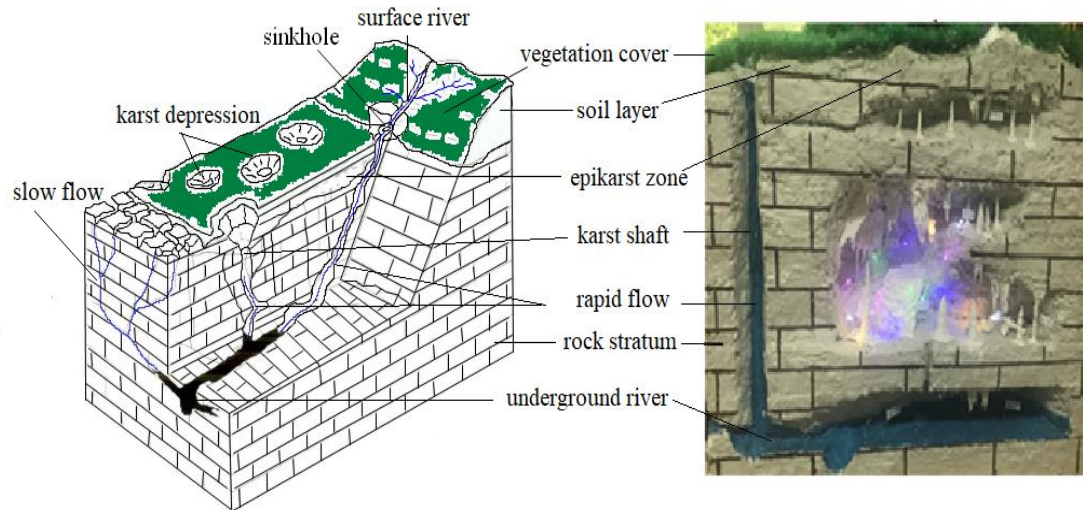 surface river
sinkhole
vegetation cover
karst depression
soil layer
slow flow
epikarst zone
karst shaft
rapid flow
rock stratum
underground river